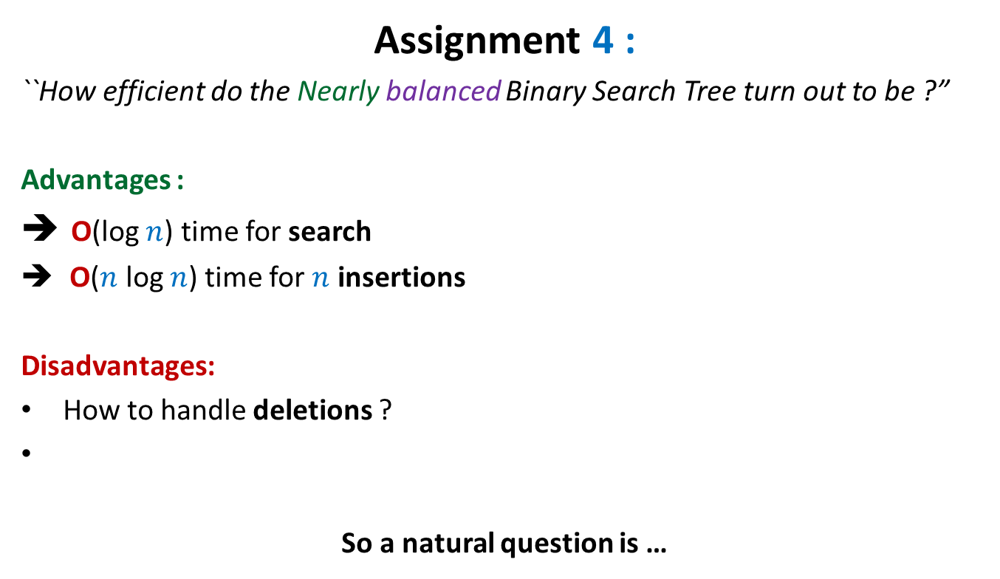 Assignment 4 :
``How efficient do the Nearly balanced Binary Search Tree turn out to be ?”
Advantages :
➔ O(log n) time for search
➔ O(n log n) time for n insertions
Disadvantages:
• How to handle deletions ?
•
So a natural question is …